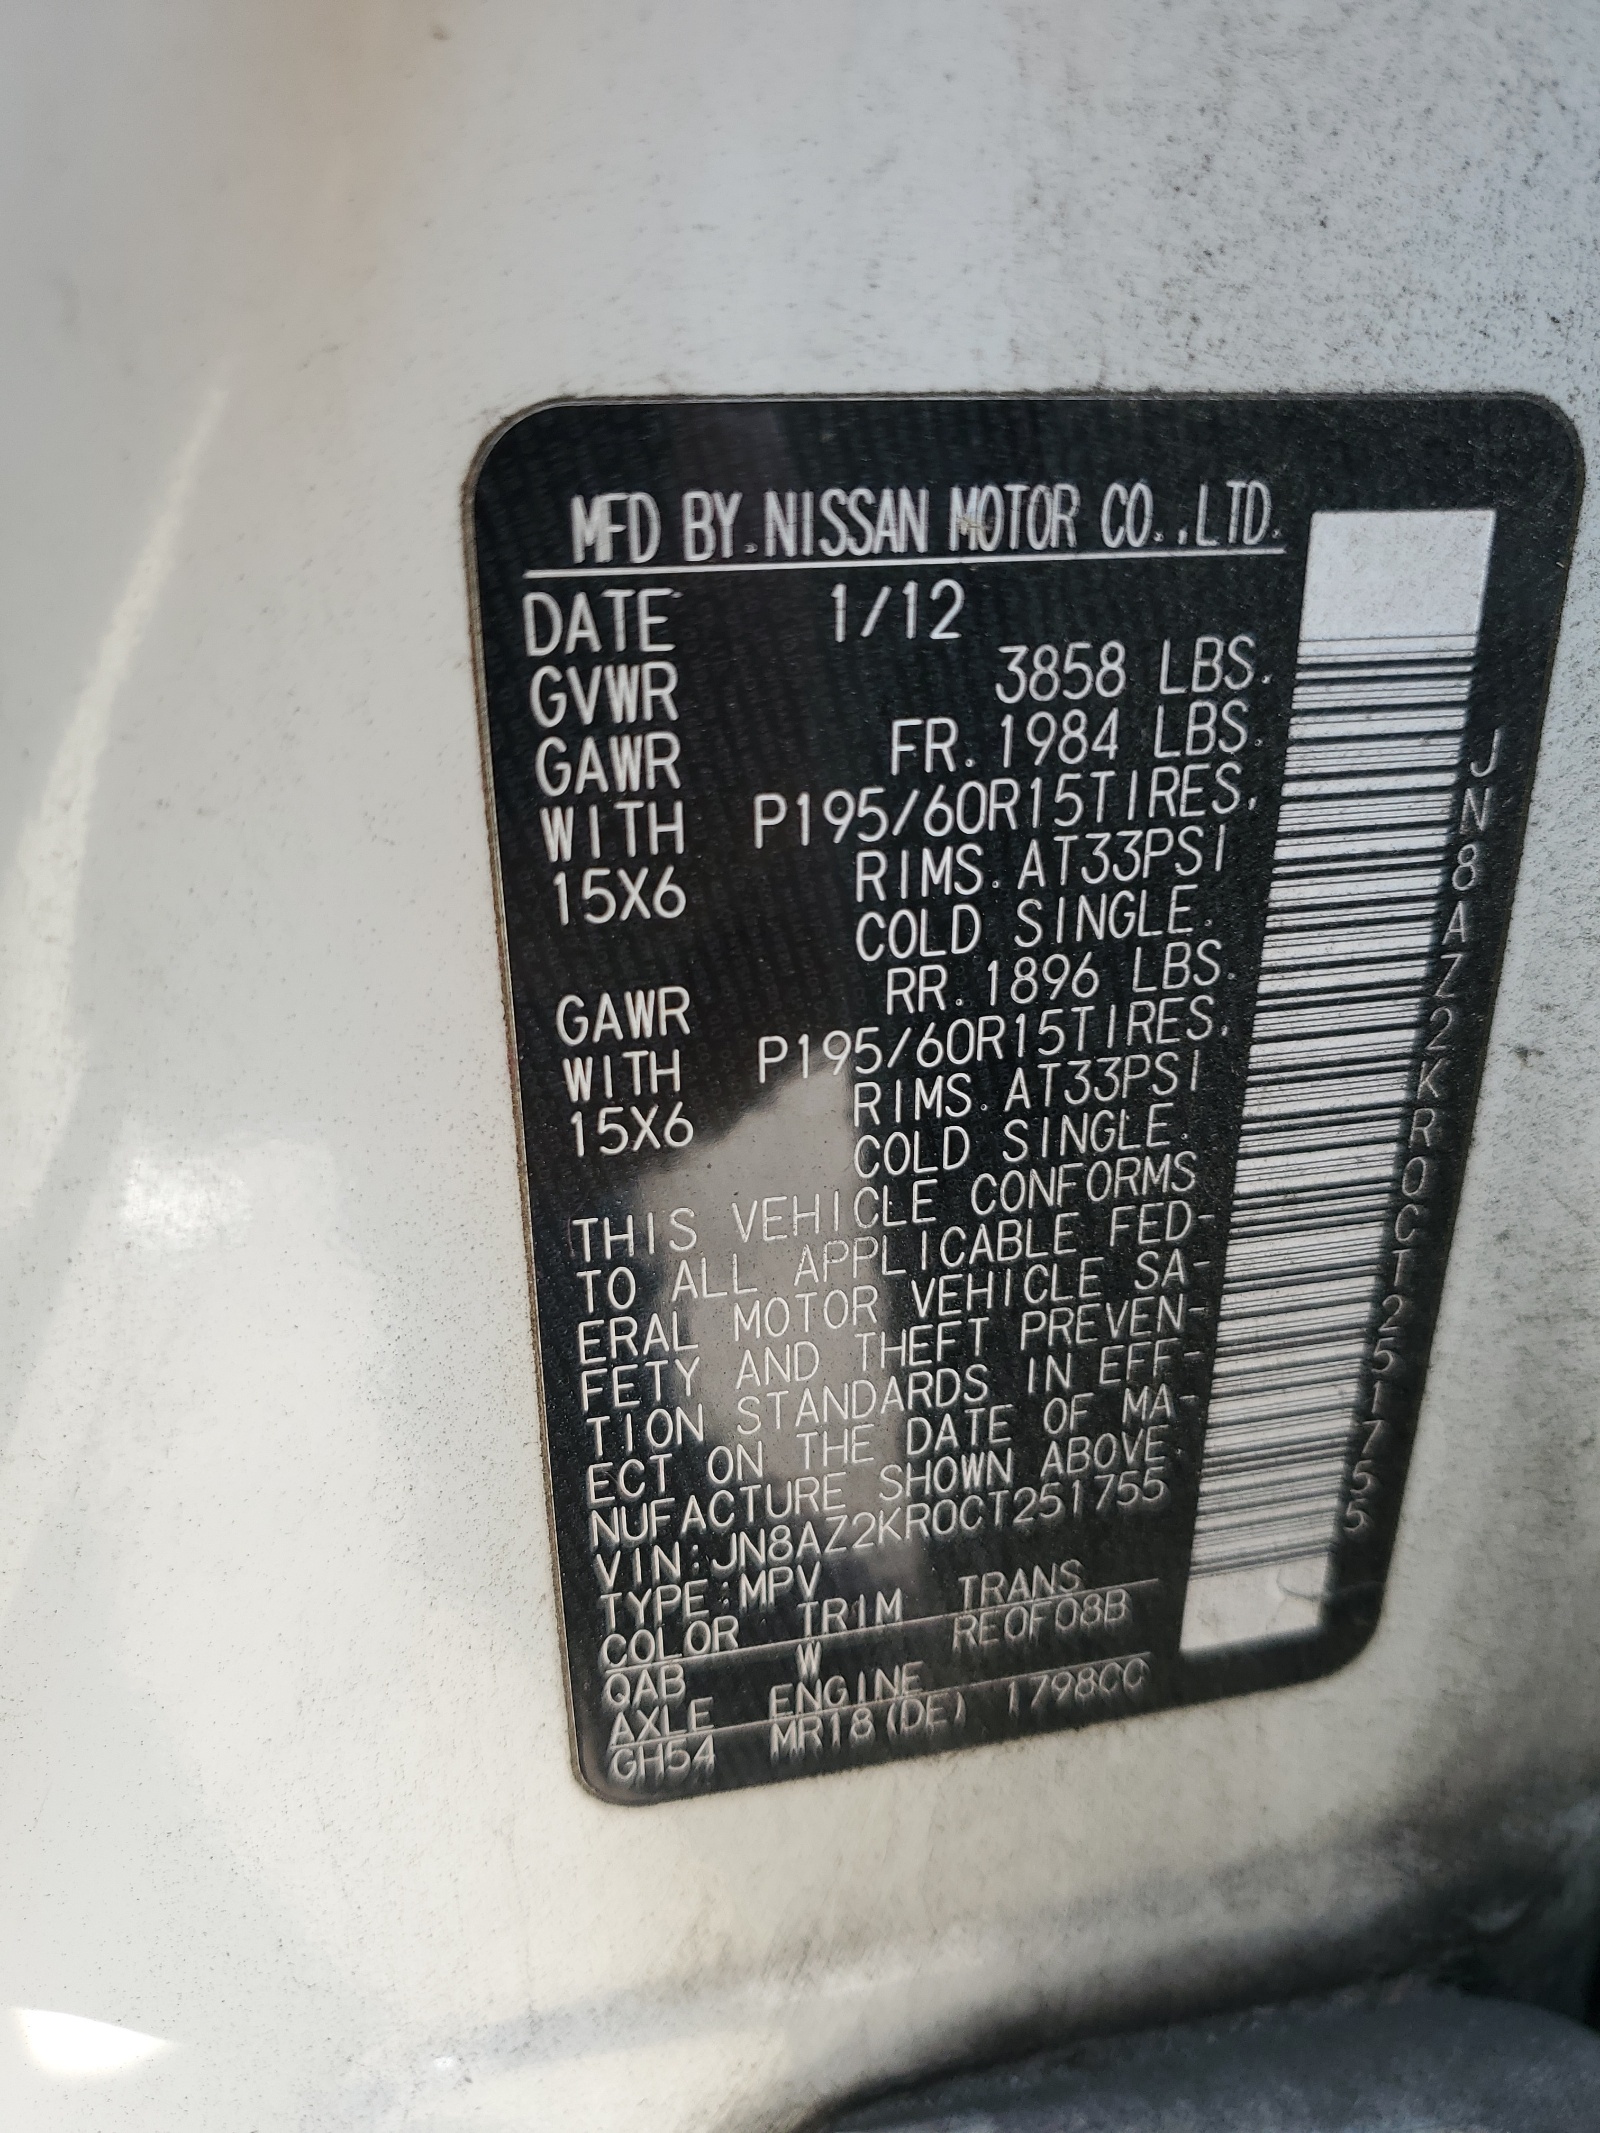 MFD BY.NISSAN MOTOR CO.,LTD.
DATE 1/12
GVWR 3858 LBS.
GAWR FR. 1984 LBS.
WITH P195/60R15TIRES,
15X6 RIMS. AT33PSI
COLD SINGLE.
GAWR RR. 1896 LBS.
WITH P195/60R15TIRES,
15X6 RIMS. AT33PSI
COLD SINGLE.
THIS VEHICLE CONFORMS
TO ALL APPLICABLE FED-
ERAL MOTOR VEHICLE SA-
FETY AND THEFT PREVEN-
TION STANDARDS IN EFF-
ECT ON THE DATE OF MA-
NUFACTURE SHOWN ABOVE.
VIN:JN8AZ2KR0CT251755
TYPE:MPV
COLOR TRIM TRANS
QAB W RE0F08B
AXLE ENGINE
GH54 MR18(DE) 1798CC
JN8AZ2KR0CT251755